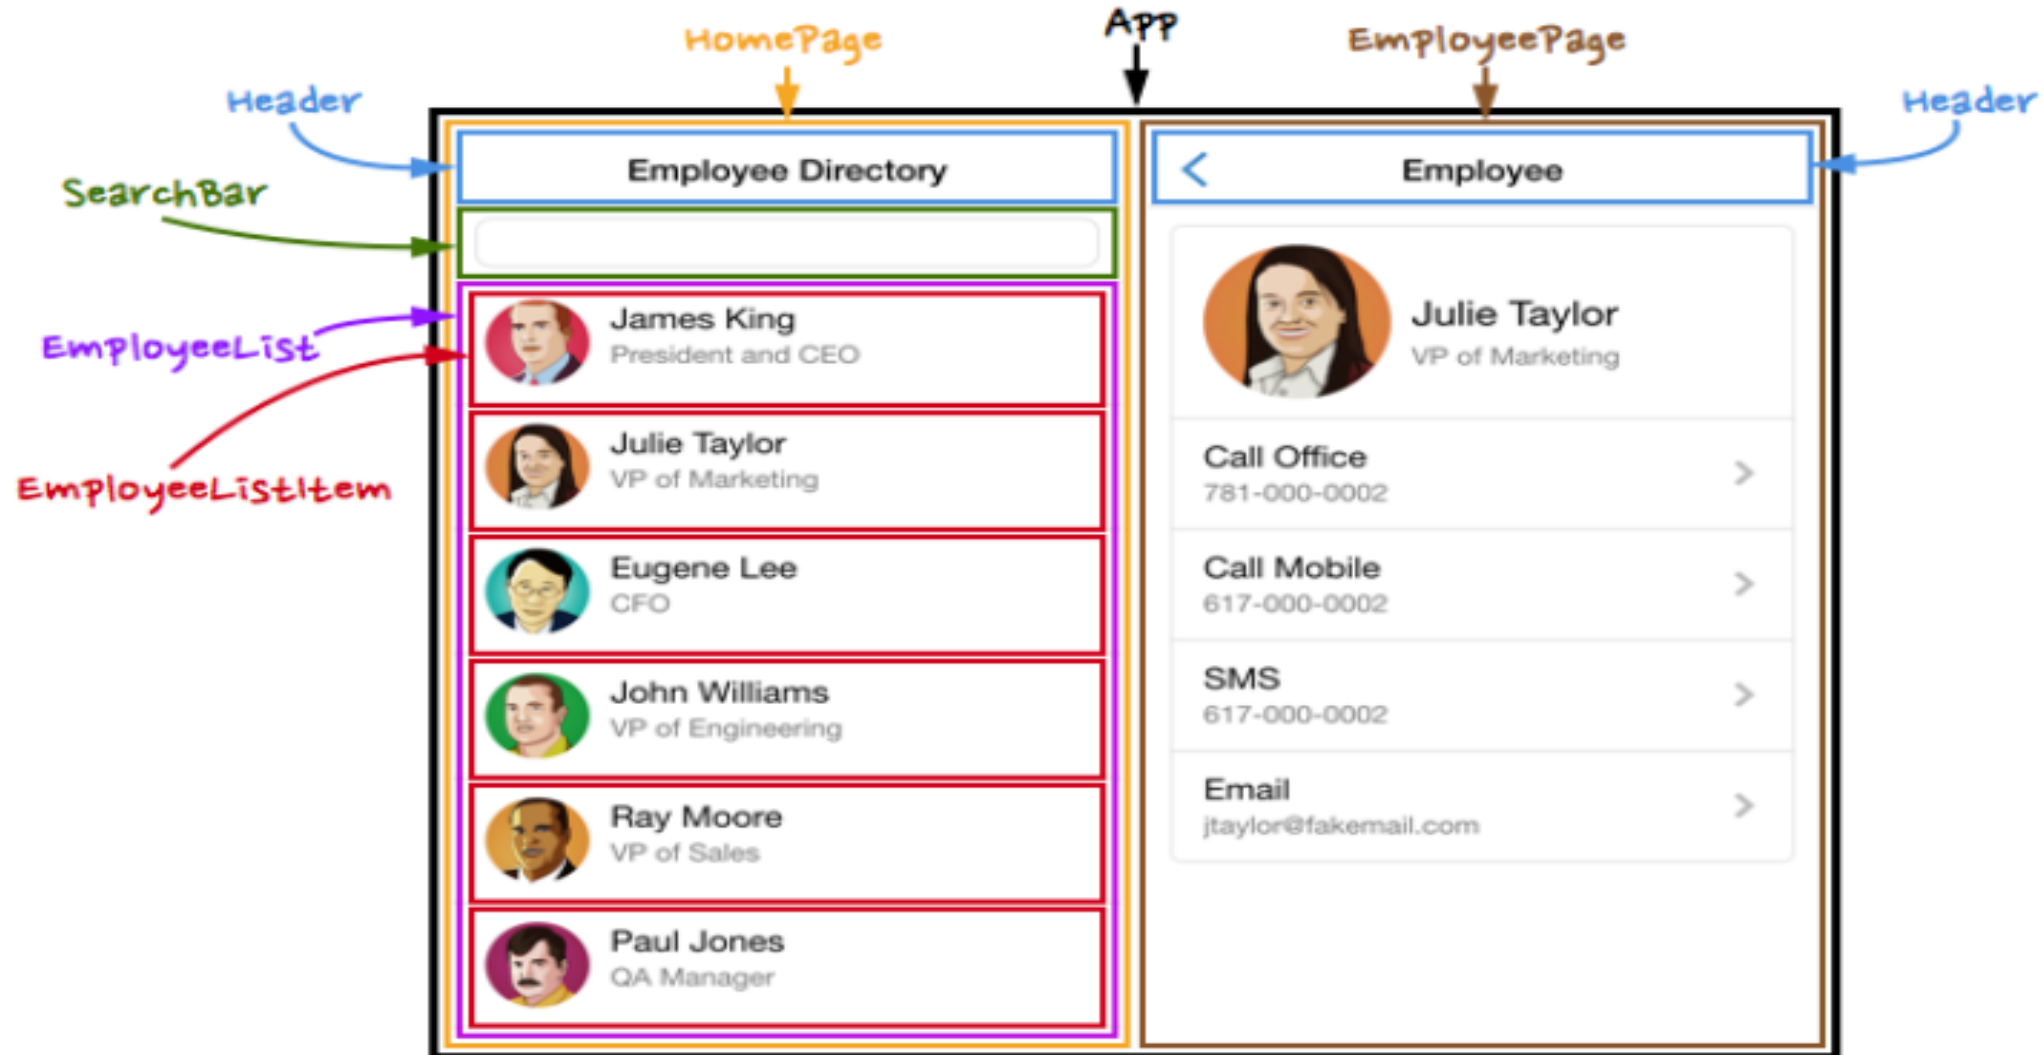 HomePage
App
EmployeePage
Header
Header
SearchBar
EmployeeList
EmployeeListItem
Employee Directory
James King
President and CEO
Julie Taylor
VP of Marketing
Eugene Lee
CFO
John Williams
VP of Engineering
Ray Moore
VP of Sales
Paul Jones
QA Manager
Employee
Julie Taylor
VP of Marketing
Call Office
781-000-0002
Call Mobile
617-000-0002
SMS
617-000-0002
Email
jtaylor@fakemail.com